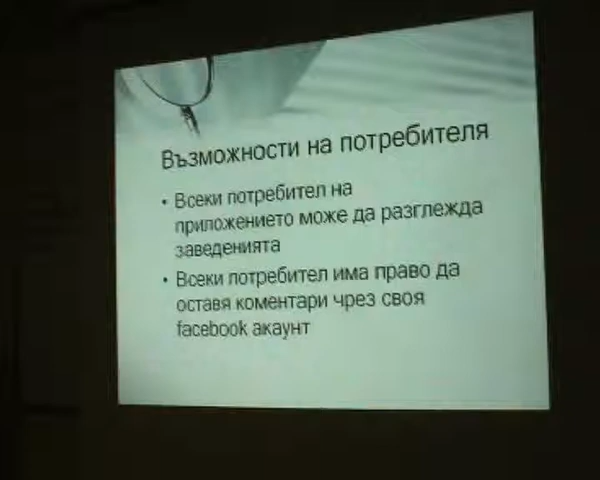 Възможности на потребителя
• Всеки потребител на
приложението може да разглежда
заведенията
• Всеки потребител има право да
оставя коментари чрез своя
facebook акаунт